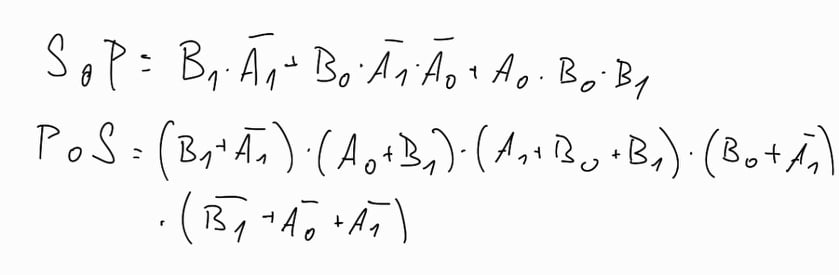 SoP = B₁·A̅₁ + B₀·A̅₁·A̅₀ + A₀·B₀·B₁
PoS = (B₁+A̅₁)·(A₀+B₁)·(A₁+B₀+B₁)·(B₀+A̅₁)
·(B̅₁+A̅₀+A̅₁)